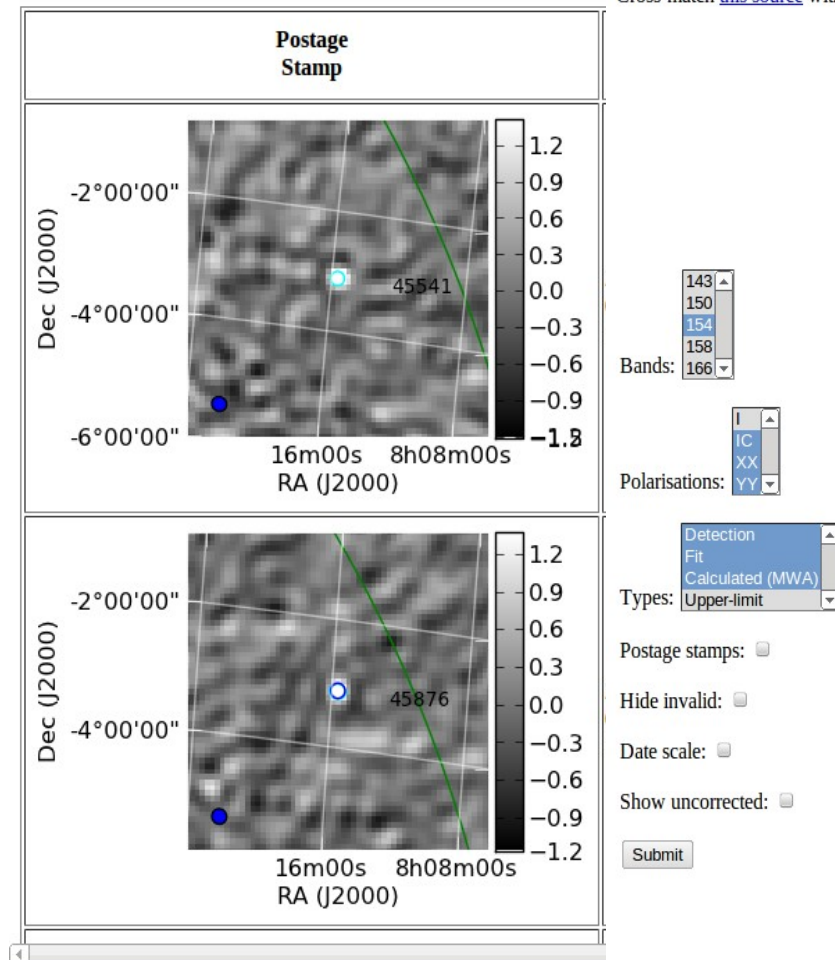 Postage
Stamp
-2°00'00"
-4°00'00"
-6°00'00"
Dec (J2000)
45541
1.2
0.9
0.6
0.3
0.0
−0.3
−0.6
−0.9
16m00s 8h08m00s
RA (J2000)
-2°00'00"
-4°00'00"
Dec (J2000)
45876
1.2
0.9
0.6
0.3
0.0
−0.3
−0.6
−0.9
−1.2
16m00s 8h08m00s
RA (J2000)
this source
Bands:
143
150
154
158
166
Polarisations:
I
IC
XX
YY
Types:
Detection
Fit
Calculated (MWA)
Upper-limit
Postage stamps:
Hide invalid:
Date scale:
Show uncorrected:
Submit